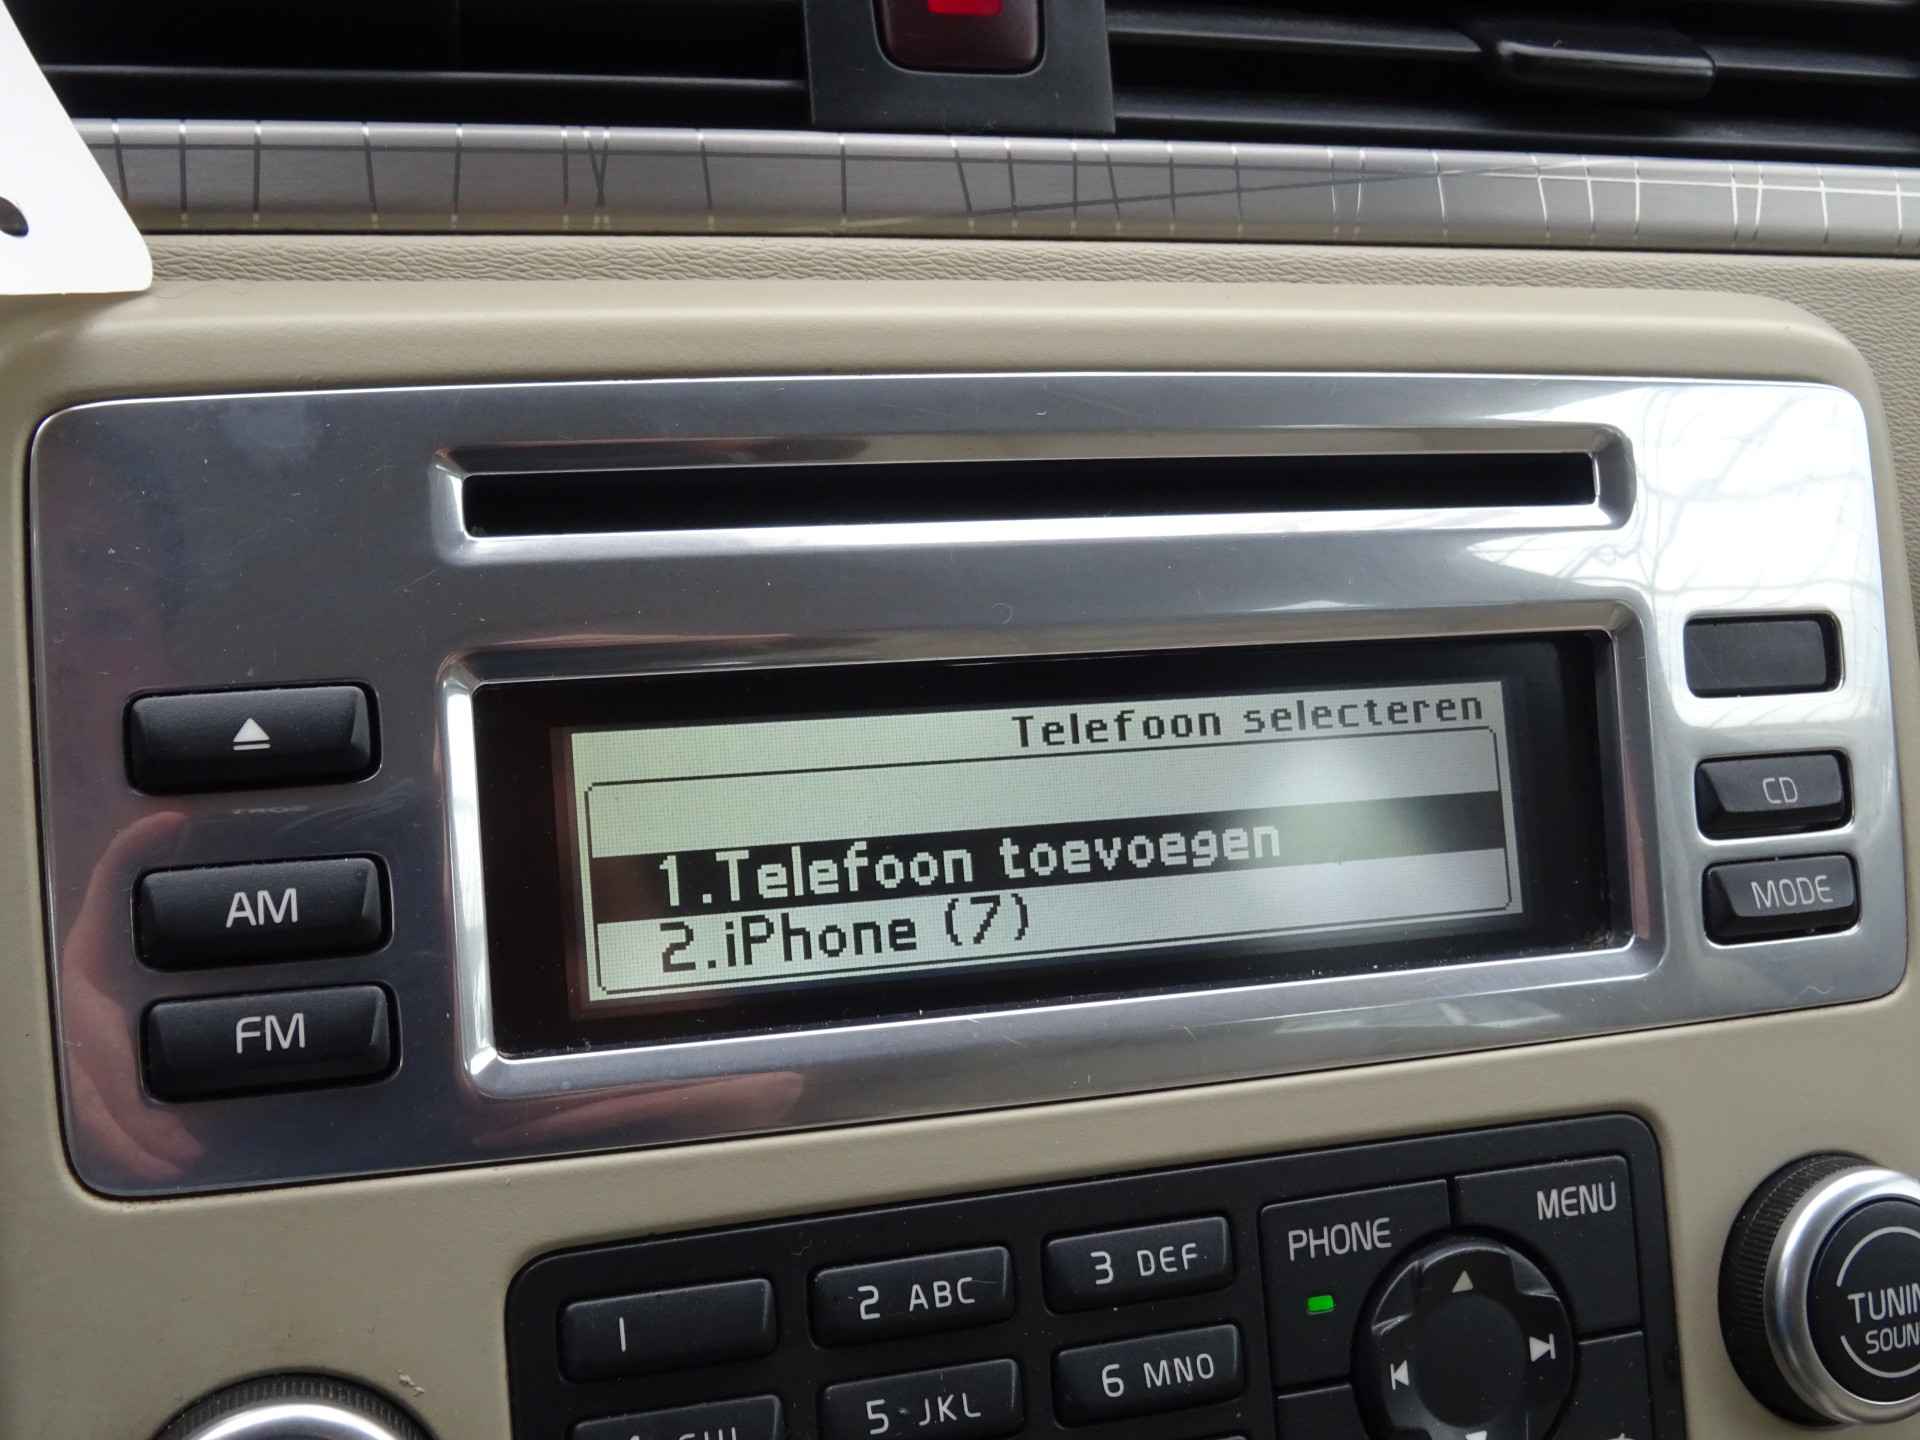 Telefoon selecteren
1.Telefoon toevoegen
2.iPhone (7)
AM
FM
CD
MODE
PHONE
MENU
1
2 ABC
3 DEF
5 JKL
6 MNO